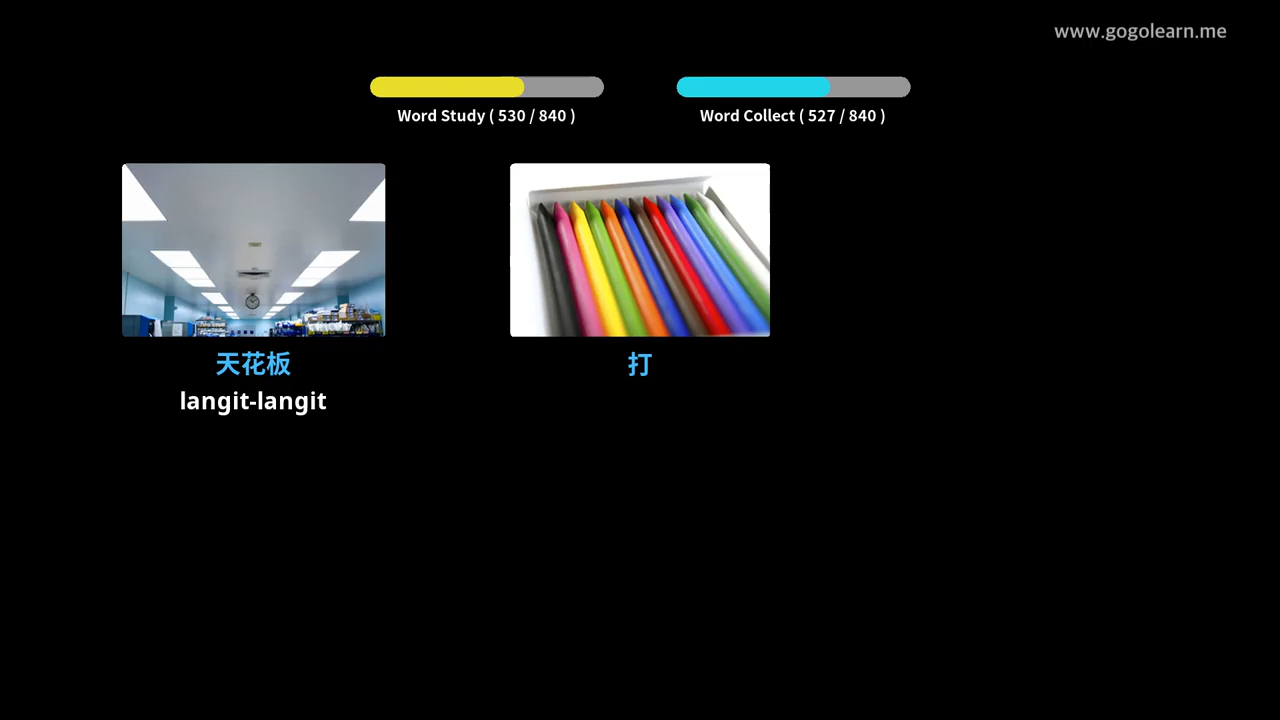 www.gogolearn.me
Word Study ( 530 / 840 )
Word Collect ( 527 / 840 )
天花板
langit-langit
打